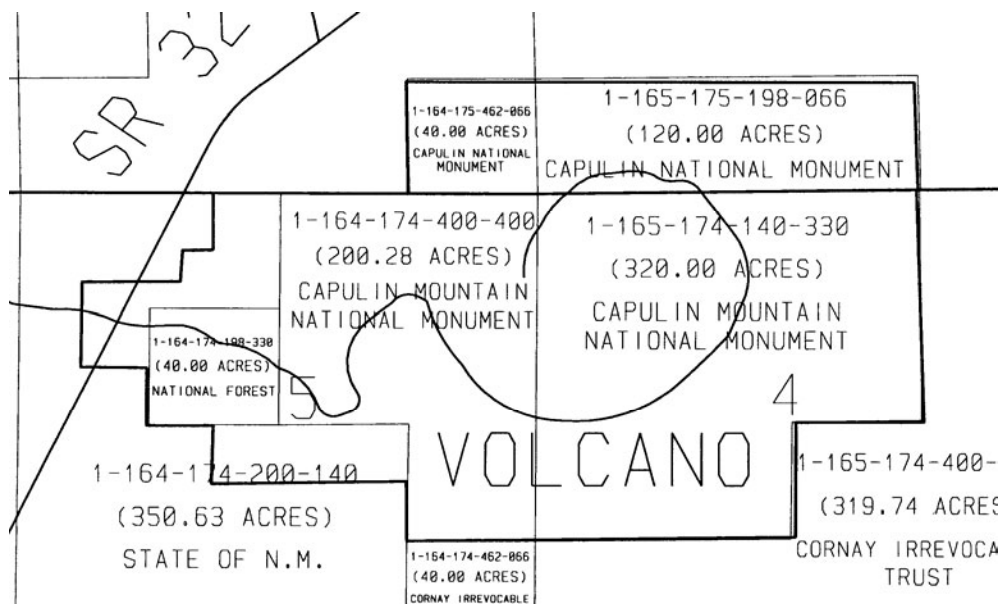 SR 32
1-164-175-462-066
(40.00 ACRES)
CAPULIN NATIONAL
MONUMENT
1-165-175-198-066
(120.00 ACRES)
CAPULIN NATIONAL MONUMENT
1-164-174-400-400
(200.28 ACRES)
CAPULIN MOUNTAIN
NATIONAL MONUMENT
1-165-174-140-330
(320.00 ACRES)
CAPULIN MOUNTAIN
NATIONAL MONUMENT
1-164-174-198-330
(40.00 ACRES)
NATIONAL FOREST
5
4
VOLCANO
1-164-174-200-140
(350.63 ACRES)
STATE OF N.M.
1-165-174-400-
(319.74 ACRES
CORNAY IRREVOCA
TRUST
1-164-174-462-066
(40.00 ACRES)
CORNAY IRREVOCABLE